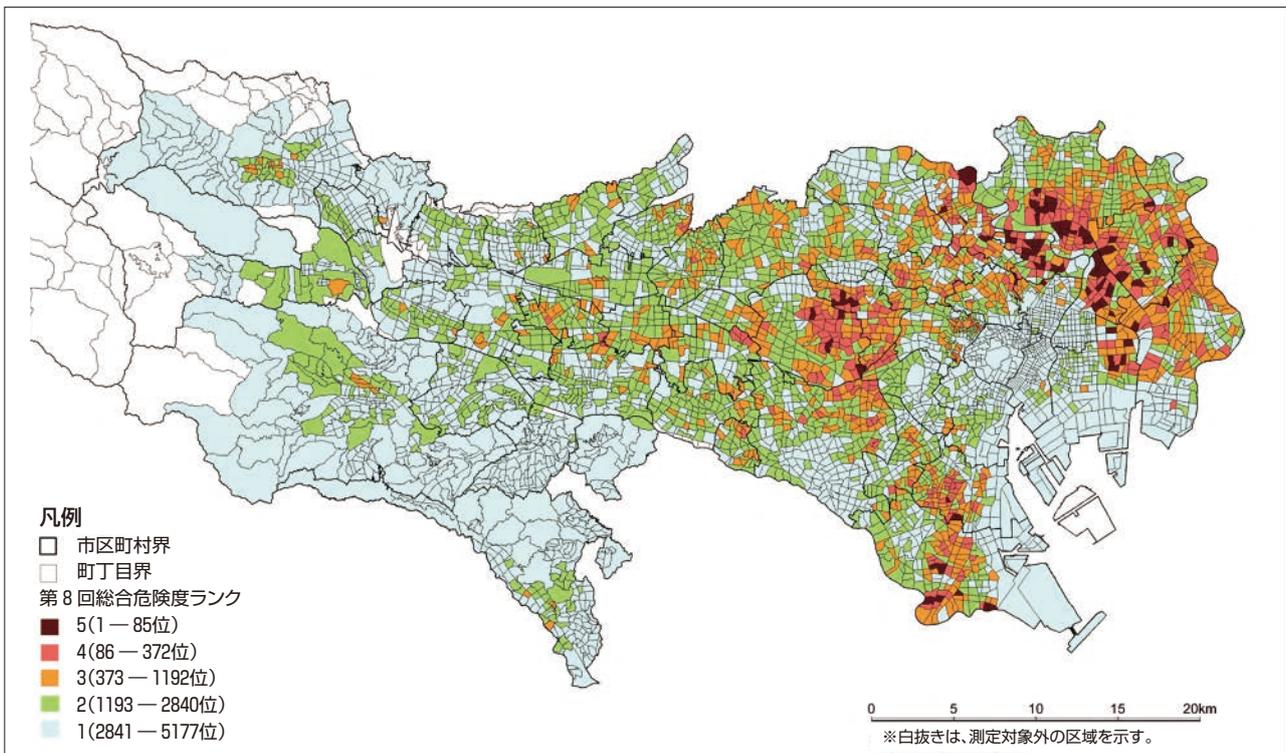 凡例
市区町村界
町丁目界
第8回総合危険度ランク
5(1 ― 85位)
4(86 ― 372位)
3(373 ― 1192位)
2(1193 ― 2840位)
1(2841 ― 5177位)
0 5 10 15 20km
※白抜きは、測定対象外の区域を示す。